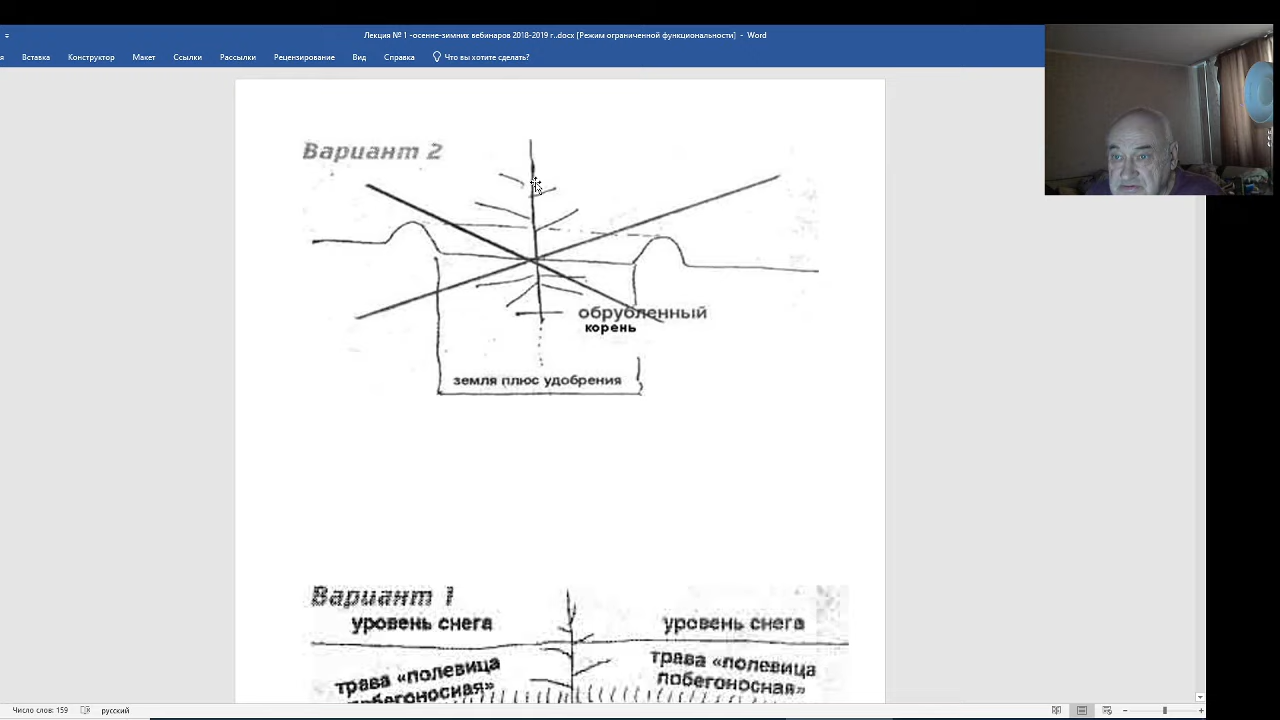 Лекция № 1 -осенне-зимних вебинаров 2018-2019 г..docx [Режим ограниченной функциональности] - Word
я Вставка Конструктор Макет Ссылки Рассылки Рецензирование Вид Справка Что вы хотите сделать?
Вариант 2
обрубленный
корень
земля плюс удобрения
Вариант 1
уровень снега уровень снега
трава «полевица трава «полевица
побегоносная» побегоносная»
Число слов: 159 русский